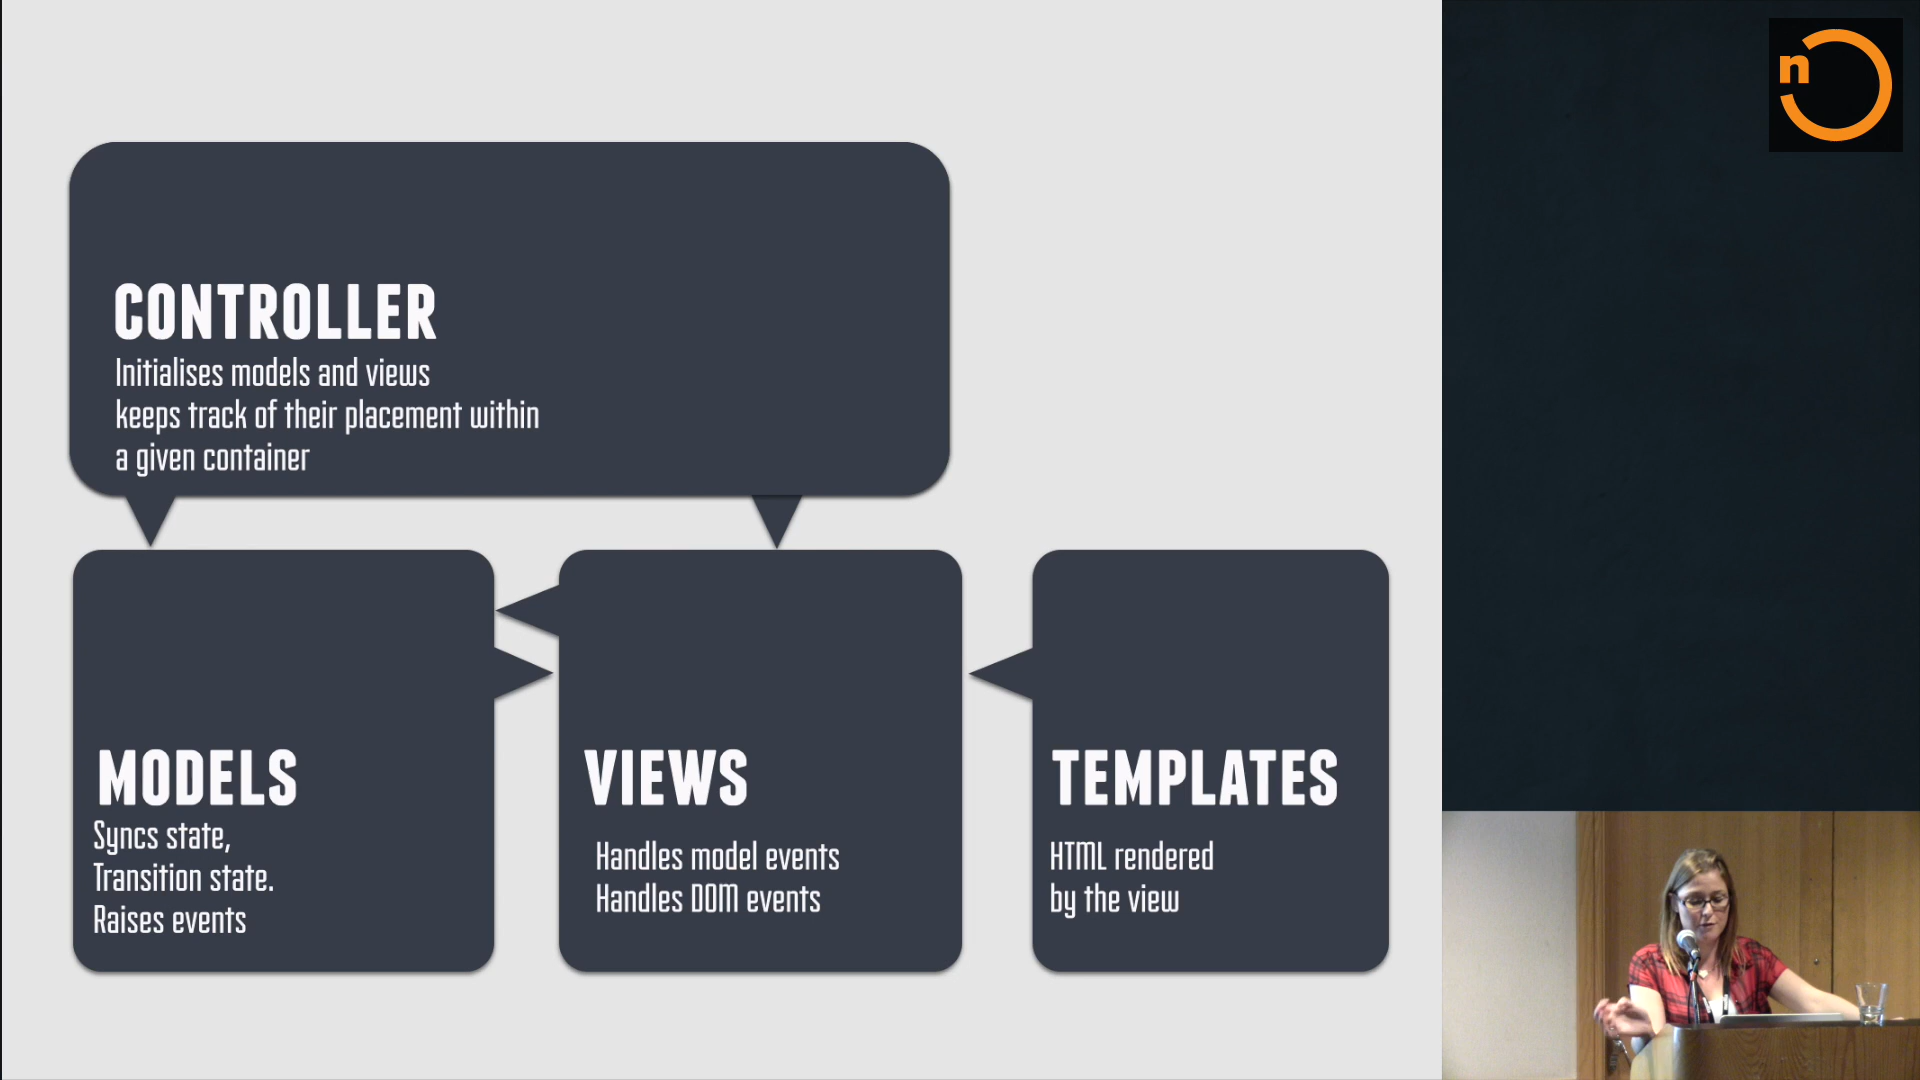 n
CONTROLLER
Initialises models and views
keeps track of their placement within
a given container
MODELS
Syncs state,
Transition state.
Raises events
VIEWS
Handles model events
Handles DOM events
TEMPLATES
HTML rendered
by the view